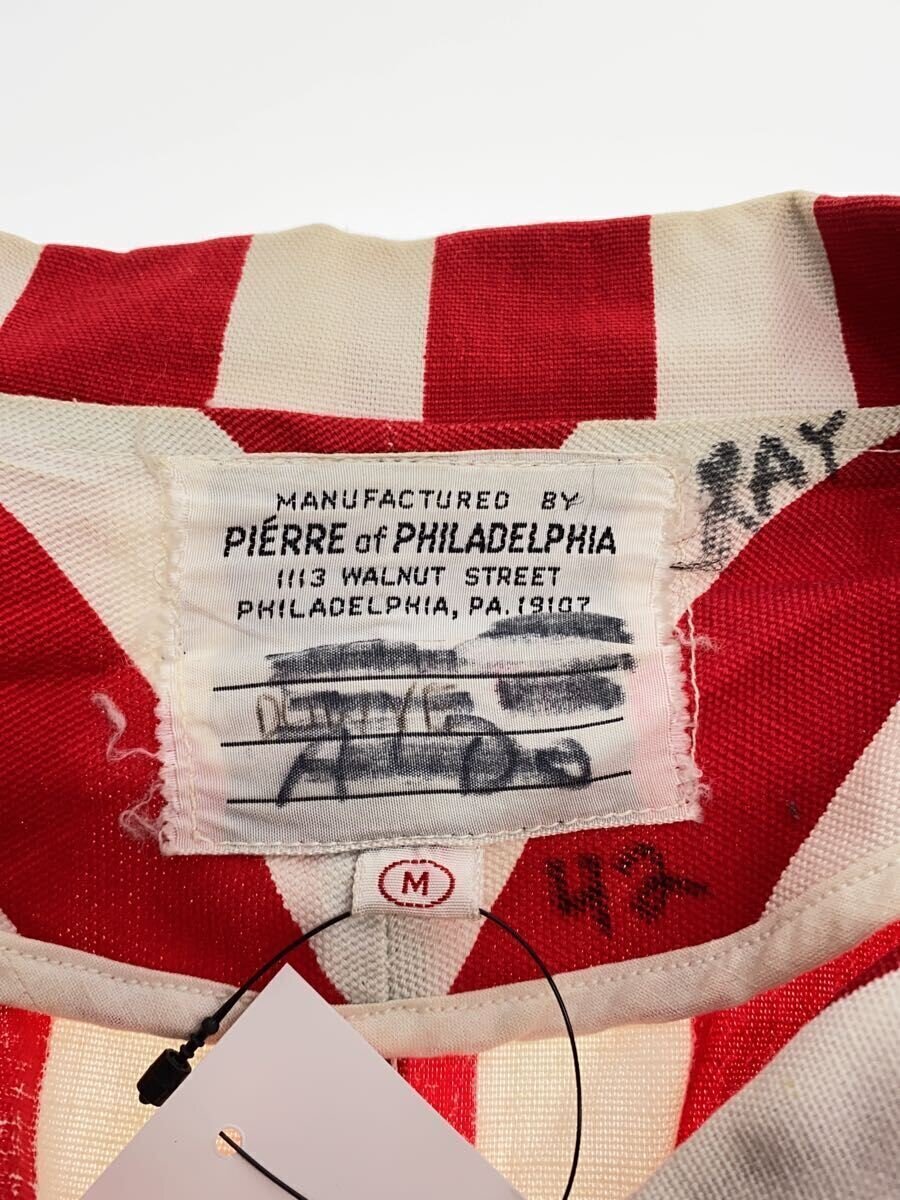 MANUFACTURED BY
PIÉRRE of PHILADELPHIA
1113 WALNUT STREET
PHILADELPHIA, PA. 19107
RAY
M
42